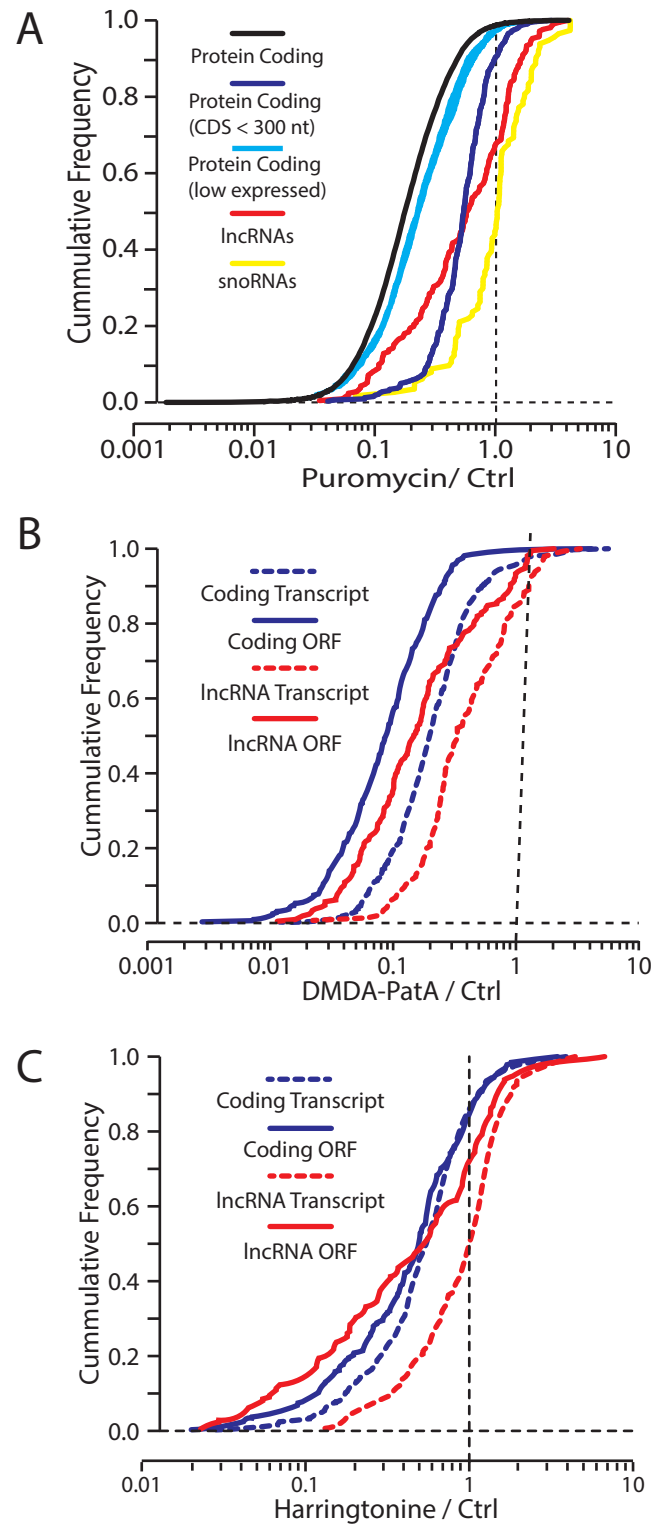 A
1.0
0.8
0.6
0.4
0.2
0.0
Cummulative Frequency
Protein Coding
Protein Coding
(CDS < 300 nt)
Protein Coding
(low expressed)
lncRNAs
snoRNAs
0.001
0.01
0.1
1.0
10
Puromycin/ Ctrl
B
1.0
0.8
0.6
0.4
0.2
0.0
Cummulative Frequency
Coding Transcript
Coding ORF
lncRNA Transcript
lncRNA ORF
0.001
0.01
0.1
1
10
DMDA-PatA / Ctrl
C
1.0
0.8
0.6
0.4
0.2
0.0
Cummulative Frequency
Coding Transcript
Coding ORF
lncRNA Transcript
lncRNA ORF
0.01
0.1
1
10
Harringtonine / Ctrl